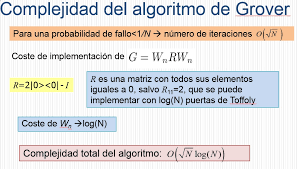 Complejidad del algoritmo de Grover
Para una probabilidad de fallo<1/N → número de iteraciones O(√N)
Coste de implementación de G = WₙRWₙ
R=2|0><0| - I
R es una matriz con todos sus elementos
iguales a 0, salvo R₁₁=2, que se puede
implementar con log(N) puertas de Toffoly
Coste de Wₙ →log(N)
Complejidad total del algoritmo: O(√N log(N))